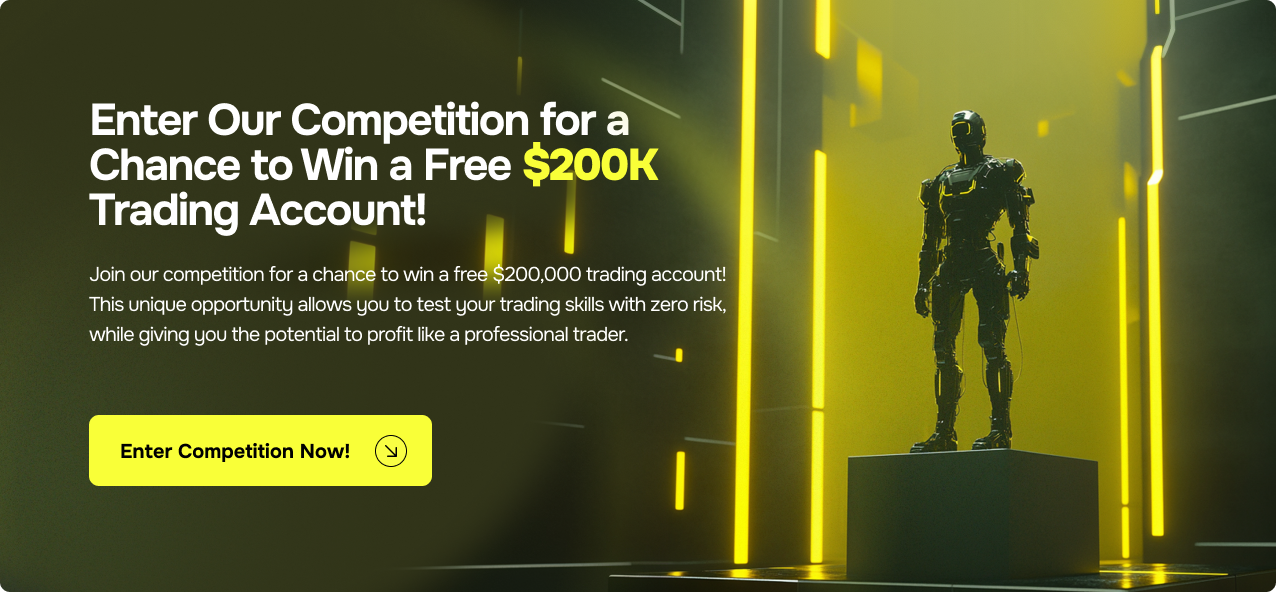 Enter Our Competition for a
Chance to Win a Free $200K
Trading Account!
Join our competition for a chance to win a free $200,000 trading account!
This unique opportunity allows you to test your trading skills with zero risk,
while giving you the potential to profit like a professional trader.
Enter Competition Now!